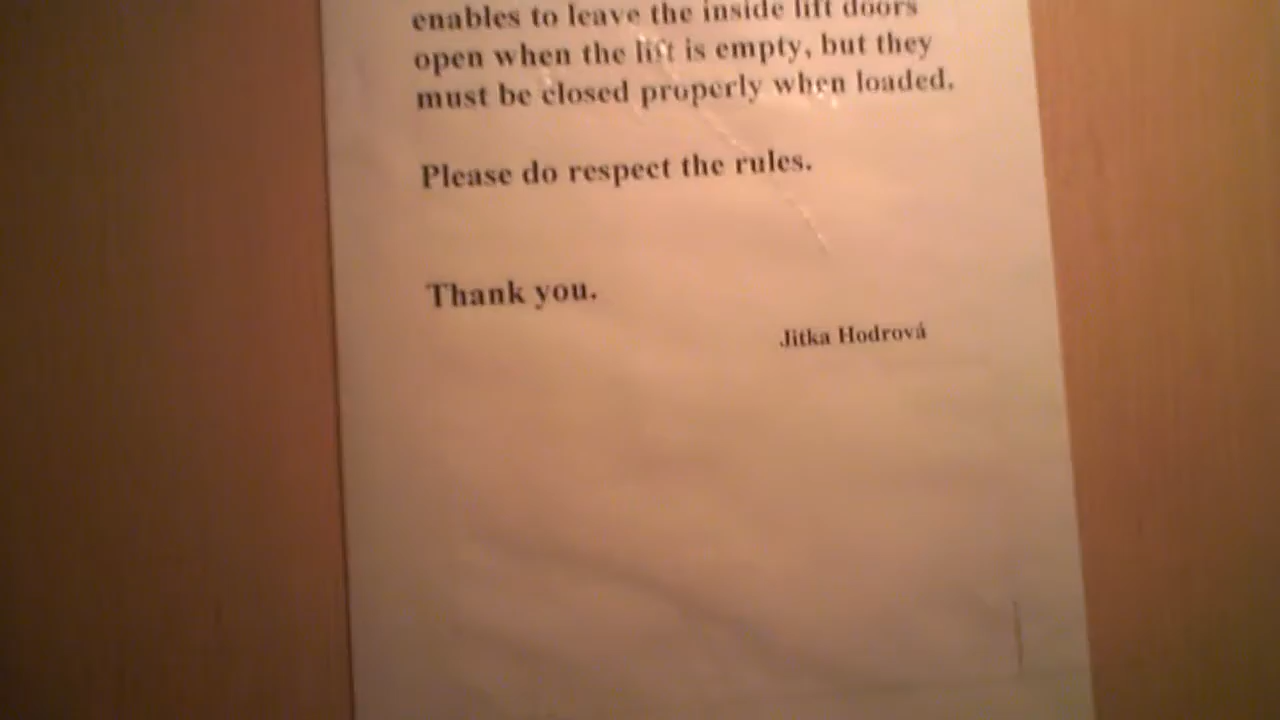 enables to leave the inside lift doors
open when the lift is empty, but they
must be closed properly when loaded.
Please do respect the rules.
Thank you.
Jitka Hodrová